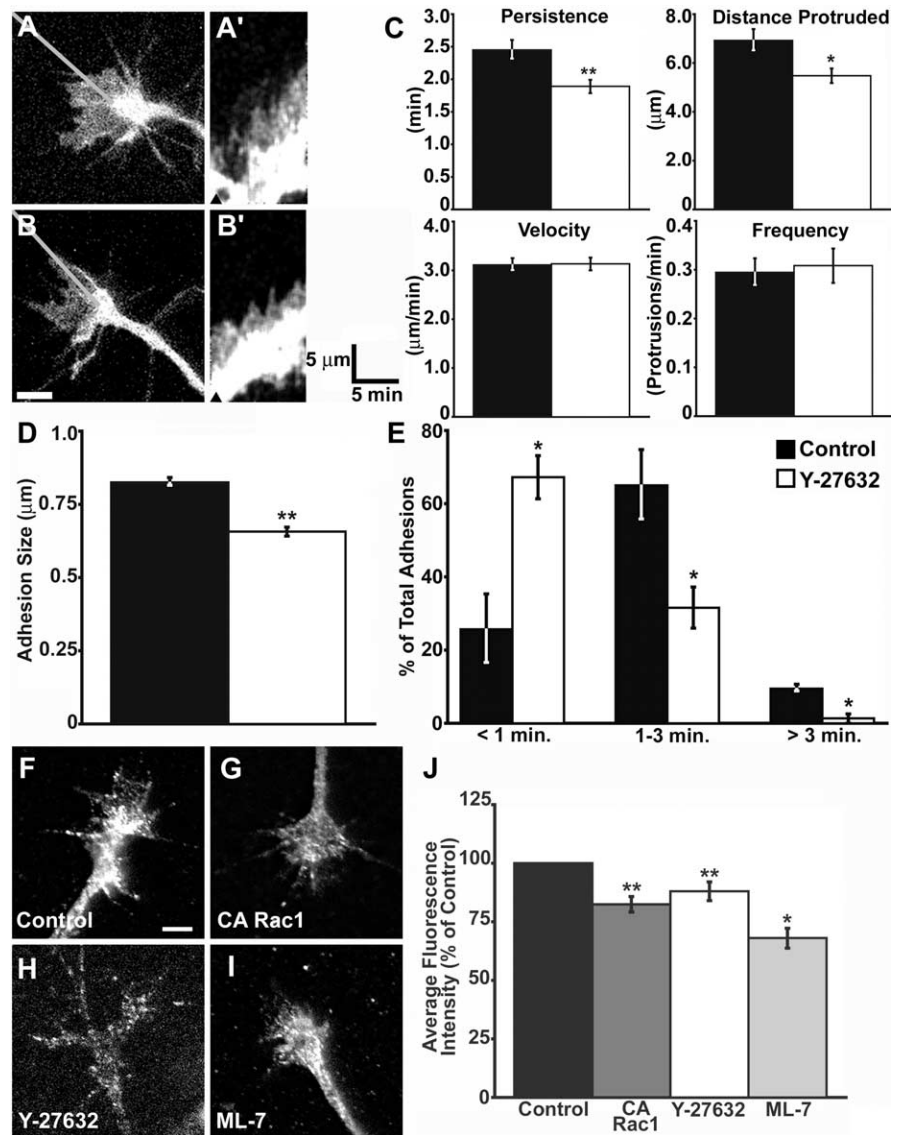 A
A'
B
B'
5 μm
5 min
C
Persistence
(min)
3.0
2.5
2.0
1.5
1.0
0.5
0
**
Distance Protruded
(μm)
8.0
6.0
4.0
2.0
0
*
Velocity
(μm/min)
4.0
3.0
2.0
1.0
0
Frequency
(Protrusions/min)
0.4
0.3
0.2
0.1
0
D
Adhesion Size (μm)
1.0
0.75
0.5
0.25
0
**
E
% of Total Adhesions
80
60
40
20
0
*
*
*
Control
Y-27632
< 1 min.
1-3 min.
> 3 min.
F
Control
G
CA Rac1
H
Y-27632
I
ML-7
J
Average Fluorescence
Intensity (% of Control)
125
100
75
50
25
0
**
**
*
Control
CA
Rac1
Y-27632
ML-7